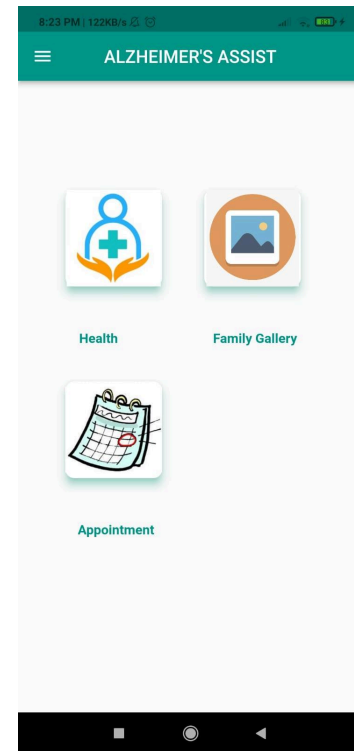 8:23 PM | 122KB/s
ALZHEIMER'S ASSIST
Health
Family Gallery
Appointment